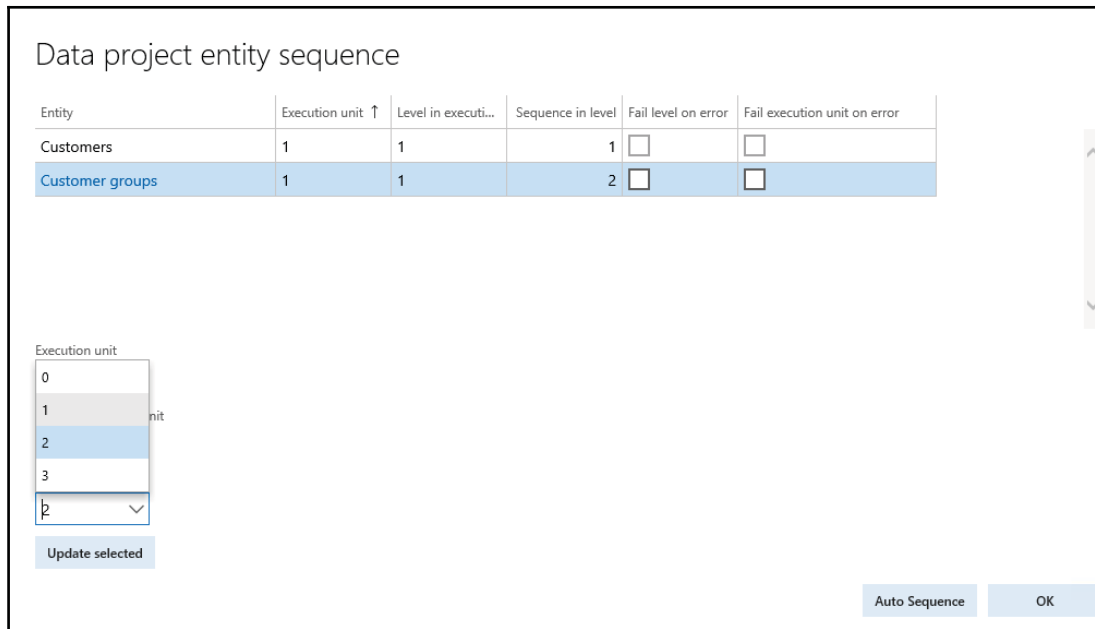 Data project entity sequence
Entity Execution unit ↑ Level in executi... Sequence in level Fail level on error Fail execution unit on error
Customers 1 1 1
Customer groups 1 1 2
Execution unit
0
1
nit
2
3
2
Update selected
Auto Sequence OK